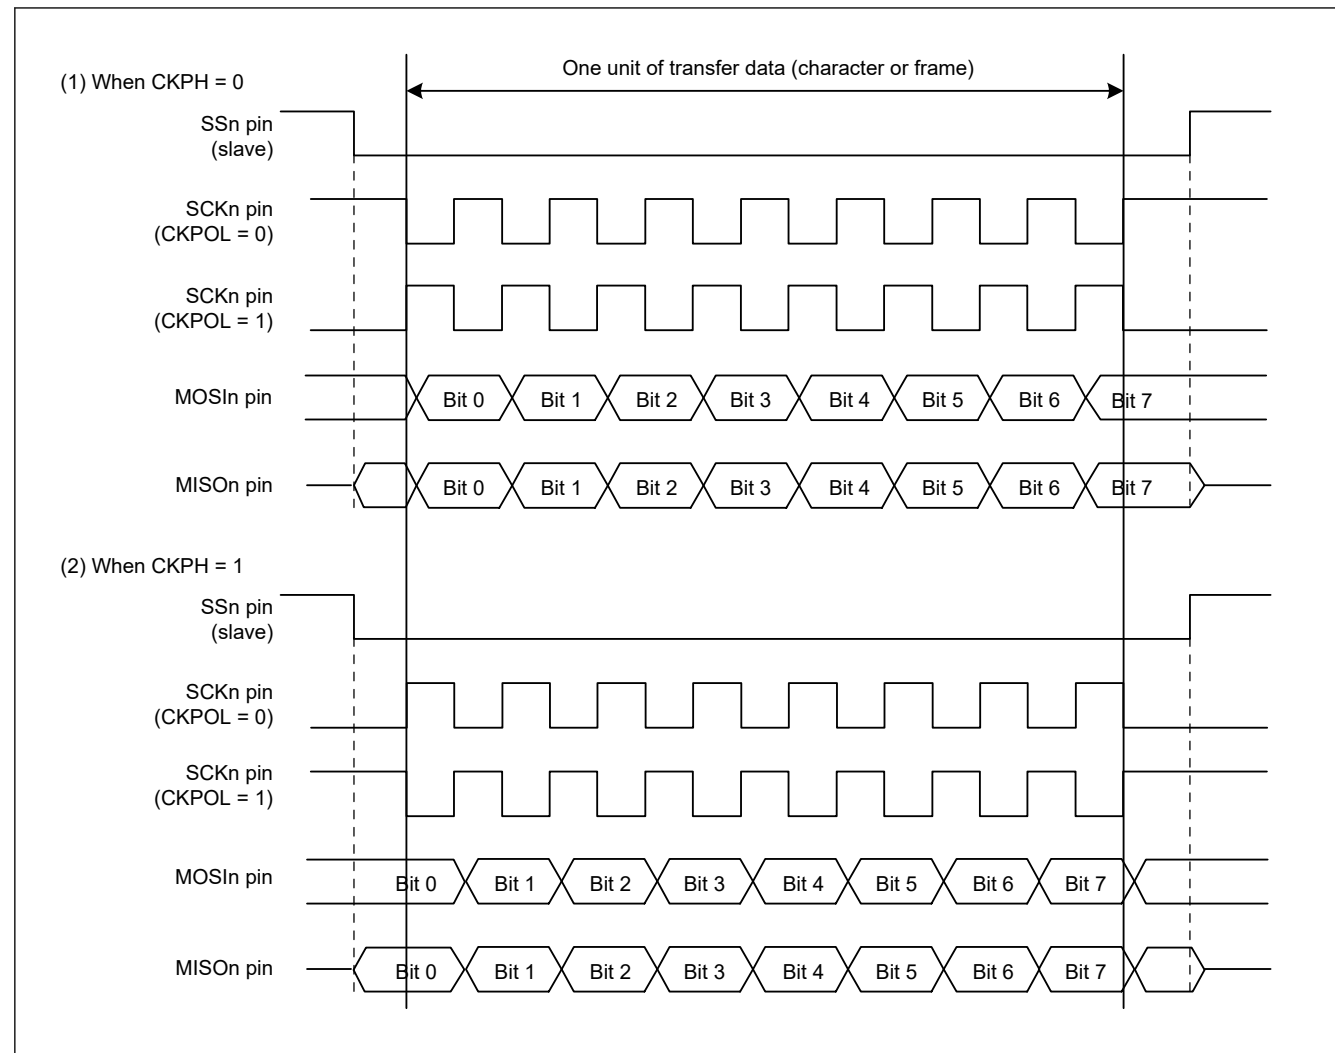 (1) When CKPH = 0
One unit of transfer data (character or frame)
SSn pin
(slave)
SCKn pin
(CKPOL = 0)
SCKn pin
(CKPOL = 1)
MOSIn pin
Bit 0 Bit 1 Bit 2 Bit 3 Bit 4 Bit 5 Bit 6 Bit 7
MISOn pin
Bit 0 Bit 1 Bit 2 Bit 3 Bit 4 Bit 5 Bit 6 Bit 7
(2) When CKPH = 1
SSn pin
(slave)
SCKn pin
(CKPOL = 0)
SCKn pin
(CKPOL = 1)
MOSIn pin
Bit 0 Bit 1 Bit 2 Bit 3 Bit 4 Bit 5 Bit 6 Bit 7
MISOn pin
Bit 0 Bit 1 Bit 2 Bit 3 Bit 4 Bit 5 Bit 6 Bit 7